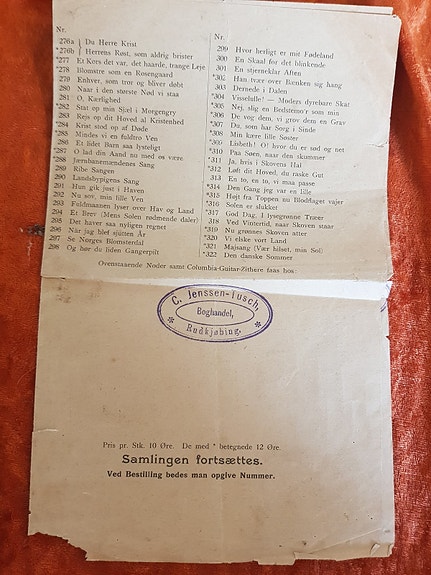 Nr.
276a } Du Herre Krist
*276b } Herrens Røst, som aldrig brister
*277 Et Kors det var, det haarde, trange Leje
*278 Blomstre som en Rosengaard
*279 Enhver, som tror og bliver døbt
280 Naar i den største Nød vi staa
281 O, Kærlighed
*282 Stat op min Sjel i Morgengry
*283 Rejs op dit Hoved al Kristenhed
284 Krist stod op af Døde
*285 Mindes vi en fuldtro Ven
286 Et lidet Barn saa lysteligt
*287 O lad din Aand nu med os være
*288 Jærnbanemændenes Sang
*289 Ribe Sangen
290 Landsbypigens Sang
291 Hun gik just i Haven
*292 Nu sov, min lille Ven
293 Fuldmaanen lyser over Hav og Land
*294 Et Brev (Mens Solen rødmende daler)
295 Det haver saa nyligen regnet
*296 Naar jeg blef sjütten År
*297 Se Norges Blomsterdal
*298 Og hør du liden Gangerpilt
Nr.
299 Hvor herligt er mit Fødeland
300 En Skaal for det blinkende
301 En stjerneklar Aften
*302 Han tvær over Bænken sig hang
303 Dernede i Dalen
*304 Visselulle! — Moders dyrebare Skat
*305 Nej, slig en Bedstemo'r som min
*306 De vog dem, vi grov dem en Grav
*307 Du, som har Sorg i Sinde
*308 Min kære lille Søster
*309 Lisbeth! O! hvor du er sød og net
*310 Paa Søen, naar den skummer
*311 Ja, hvis i Skovens Hal
*312 Løft dit Hoved, du raske Gut
313 En to, en to, vi maa passe
*314 Den Gang jeg var en lille
*315 Højt fra Toppen nu Blodflaget vajer
*316 Solen er slukket
*317 God Dag, I lysegrønne Træer
*318 Ved Vintertid, naar Skoven staar
*319 Nu grønnes Skoven atter
*320 Vi elske vort Land
*321 Majsang (Vær hilset, min Sol)
*322 Den danske Sommer
Ovenstaaende Noder samt Columbia-Guitar-Zithere faas hos:
C. Jenssen-Tusch,
Boghandel,
Rudkjøbing.
Pris pr. Stk. 10 Øre. De med * betegnede 12 Øre.
Samlingen fortsættes.
Ved Bestilling bedes man opgive Nummer.